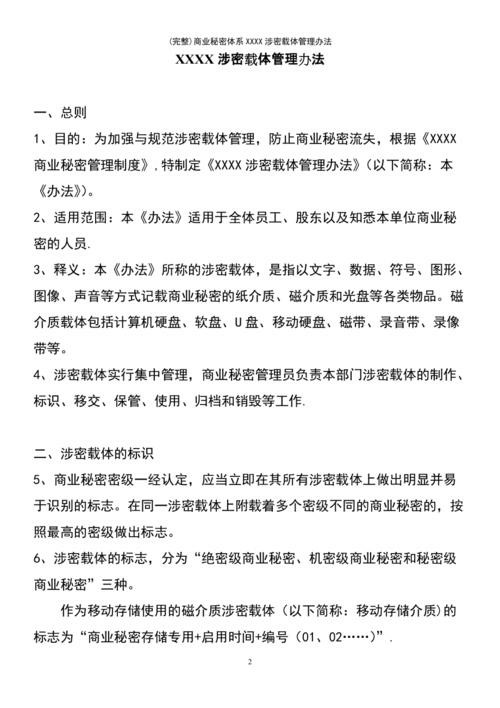 (完整)商业秘密体系XXXX涉密载体管理办法
XXXX涉密载体管理办法
一、总则
1、目的：为加强与规范涉密载体管理，防止商业秘密流失，根据《XXXX
商业秘密管理制度》,特制定《XXXX涉密载体管理办法》（以下简称：本
《办法》）。
2、适用范围：本《办法》适用于全体员工、股东以及知悉本单位商业秘
密的人员.
3、释义：本《办法》所称的涉密载体，是指以文字、数据、符号、图形、
图像、声音等方式记载商业秘密的纸介质、磁介质和光盘等各类物品。磁
介质载体包括计算机硬盘、软盘、U盘、移动硬盘、磁带、录音带、录像
带等。
4、涉密载体实行集中管理，商业秘密管理员负责本部门涉密载体的制作、
标识、移交、保管、使用、归档和销毁等工作.
二、涉密载体的标识
5、商业秘密密级一经认定，应当立即在其所有涉密载体上做出明显并易
于识别的标志。在同一涉密载体上附载着多个密级不同的商业秘密的，按
照最高的密级做出标志。
6、涉密载体的标志，分为“绝密级商业秘密、机密级商业秘密和秘密级
商业秘密”三种。
作为移动存储使用的磁介质涉密载体（以下简称：移动存储介质)的
标志为“商业秘密存储专用+启用时间+编号（01、02……）”.
2